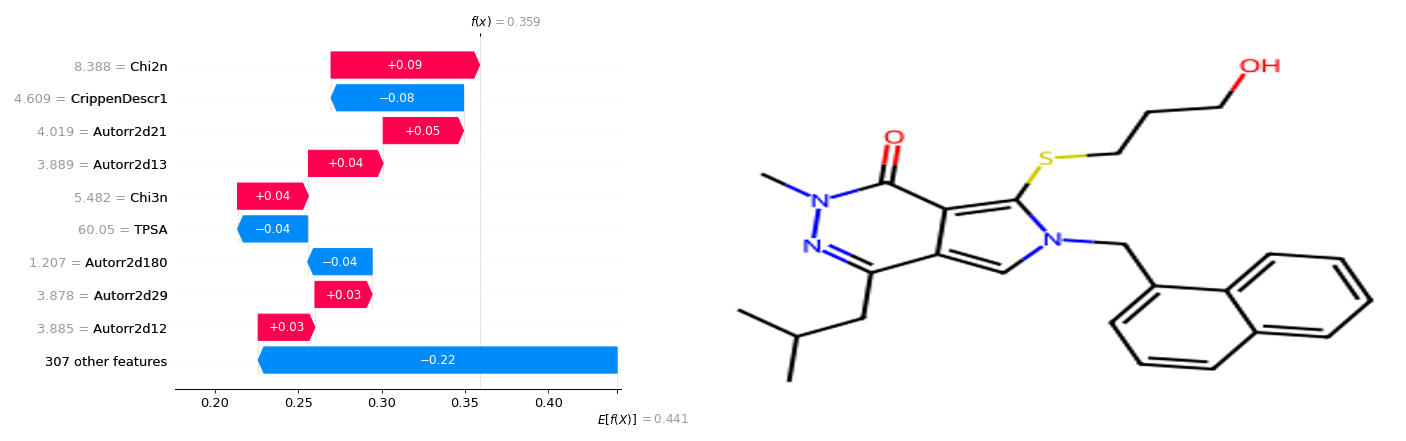 f(x) = 0.359
8.388 = Chi2n
+0.09
4.609 = CrippenDescr1
−0.08
4.019 = Autorr2d21
+0.05
3.889 = Autorr2d13
+0.04
5.482 = Chi3n
+0.04
60.05 = TPSA
−0.04
1.207 = Autorr2d180
−0.04
3.878 = Autorr2d29
+0.03
3.885 = Autorr2d12
+0.03
307 other features
−0.22
0.20 0.25 0.30 0.35 0.40
E[f(X)] = 0.441
OH
O
S
N
N
N